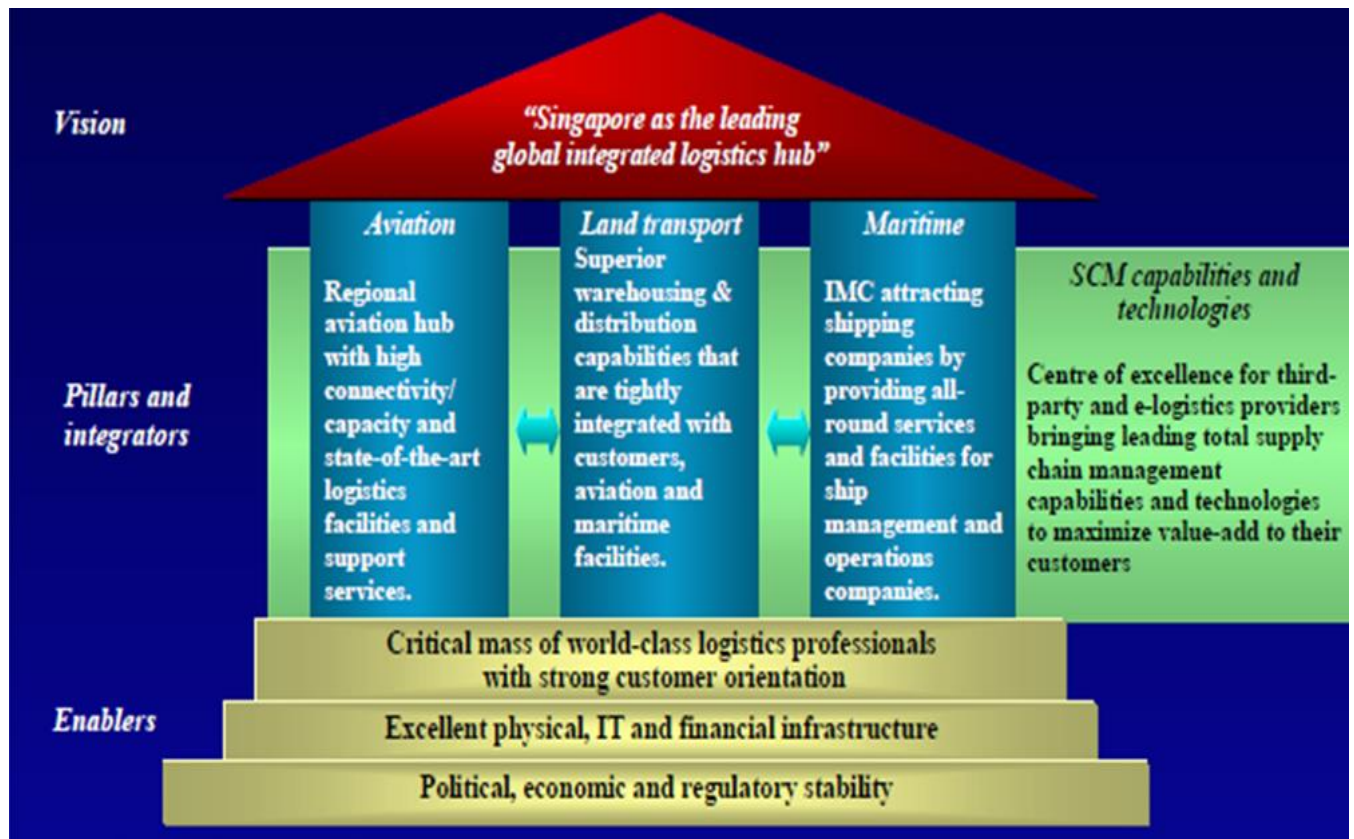 Vision
“Singapore as the leading
global integrated logistics hub”
Pillars and
integrators
Aviation
Regional
aviation hub
with high
connectivity/
capacity and
state-of-the-art
logistics
facilities and
support
services.
Land transport
Superior
warehousing &
distribution
capabilities that
are tightly
integrated with
customers,
aviation and
maritime
facilities.
Maritime
IMC attracting
shipping
companies by
providing all-
round services
and facilities for
ship
management and
operations
companies.
SCM capabilities and
technologies
Centre of excellence for third-
party and e-logistics providers
bringing leading total supply
chain management
capabilities and technologies
to maximize value-add to their
customers
Enablers
Critical mass of world-class logistics professionals
with strong customer orientation
Excellent physical, IT and financial infrastructure
Political, economic and regulatory stability